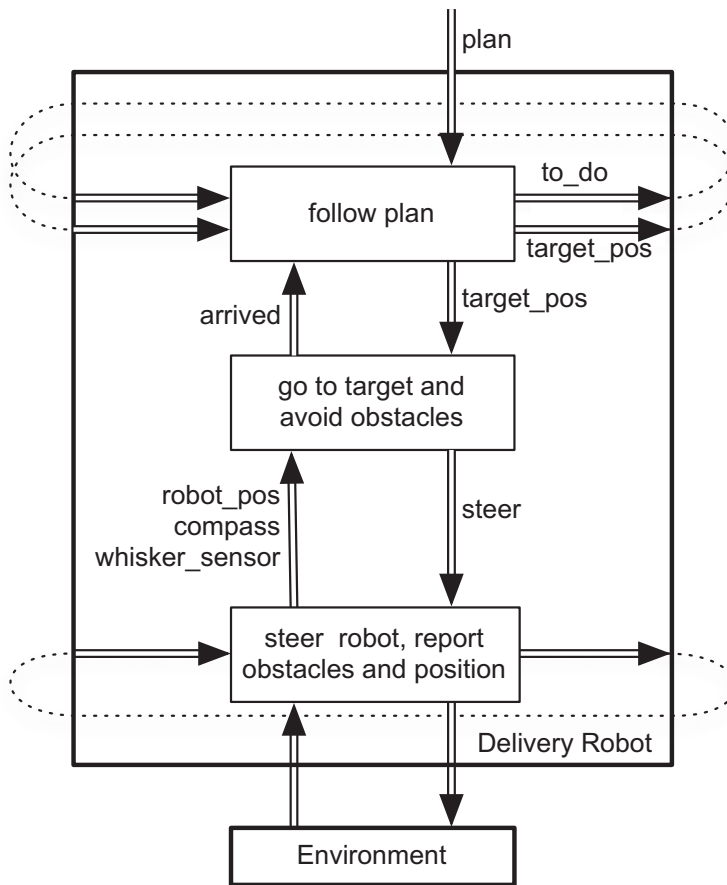 plan
to_do
follow plan
target_pos
target_pos
arrived
go to target and
avoid obstacles
robot_pos
compass
whisker_sensor
steer
steer robot, report
obstacles and position
Delivery Robot
Environment